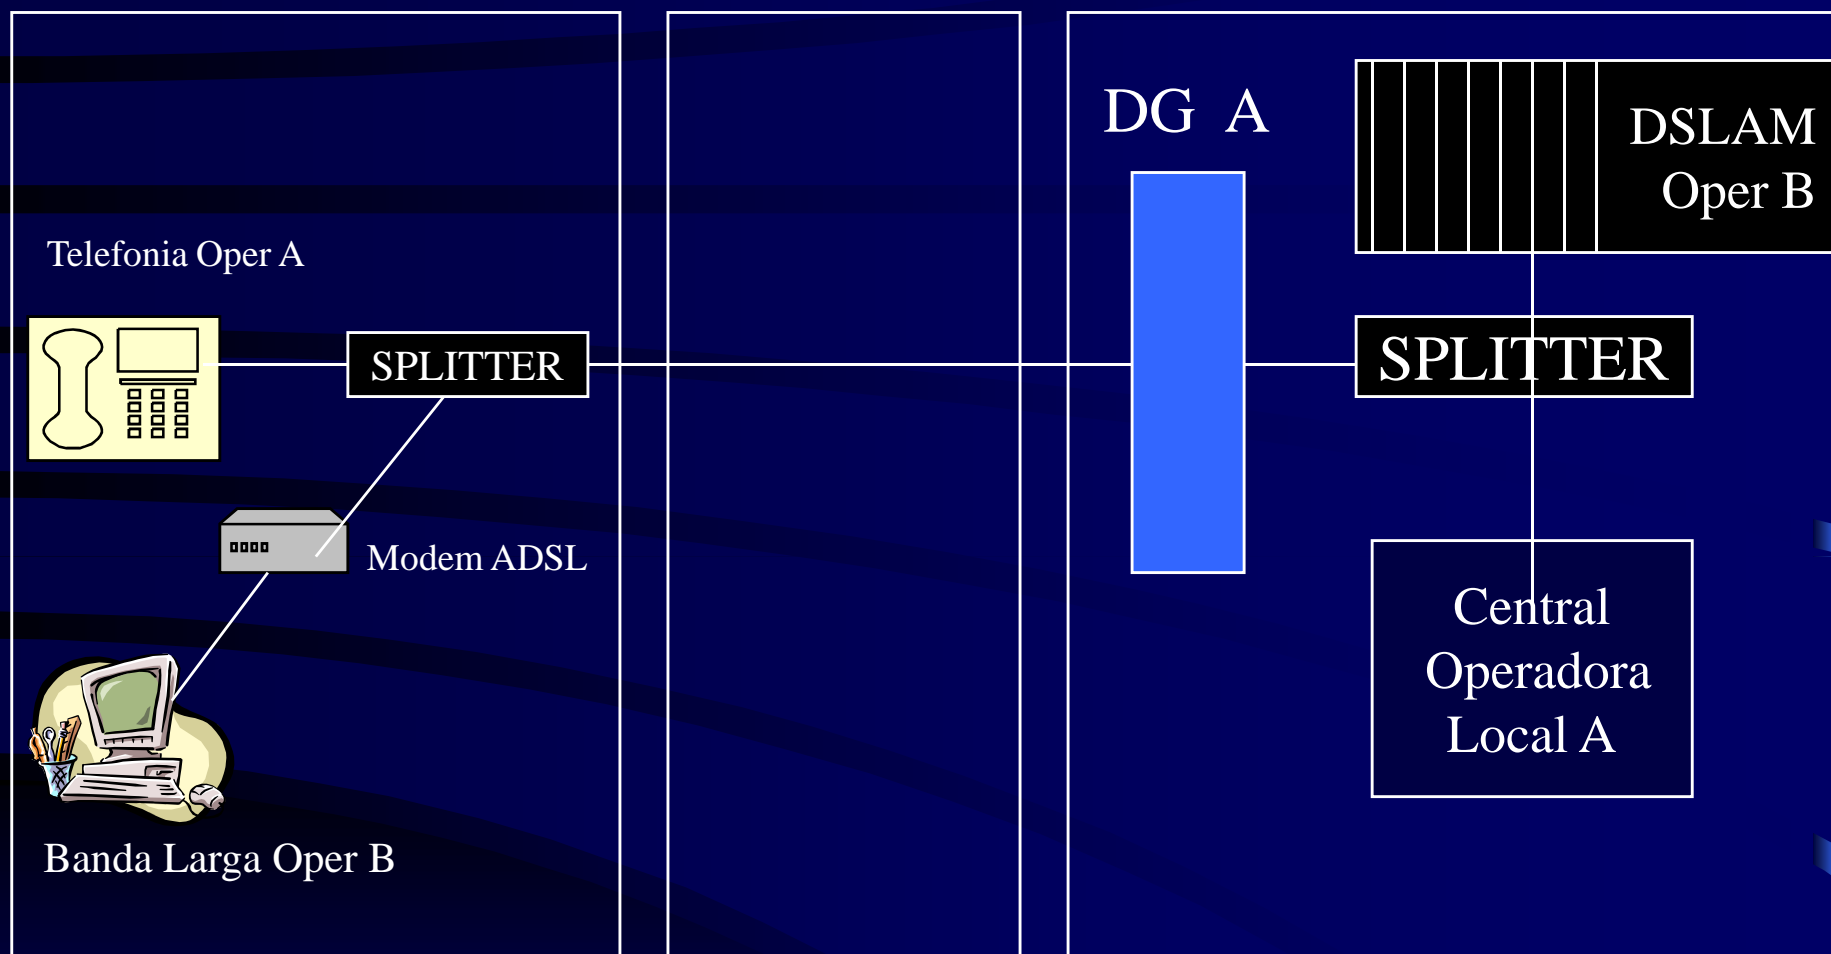 DG A
DSLAM
Oper B
Telefonia Oper A
SPLITTER
SPLITTER
Modem ADSL
Central
Operadora
Local A
Banda Larga Oper B